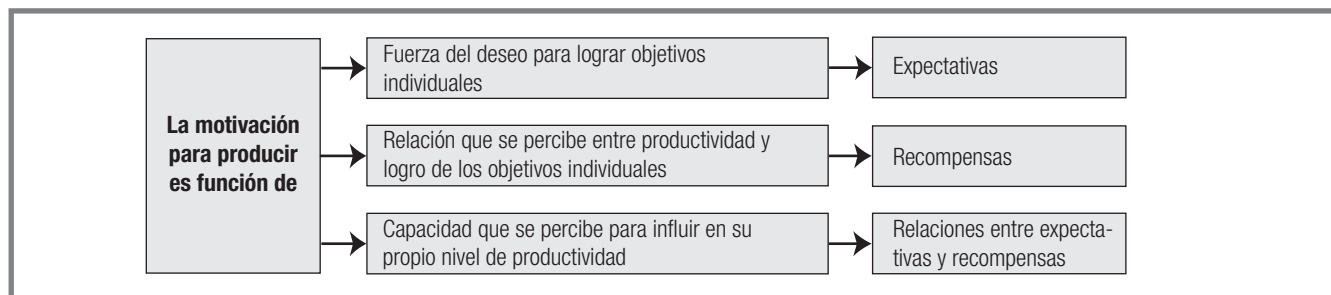 La motivación
para producir
es función de
Fuerza del deseo para lograr objetivos
individuales
Expectativas
Relación que se percibe entre productividad y
logro de los objetivos individuales
Recompensas
Capacidad que se percibe para influir en su
propio nivel de productividad
Relaciones entre expecta-
tivas y recompensas